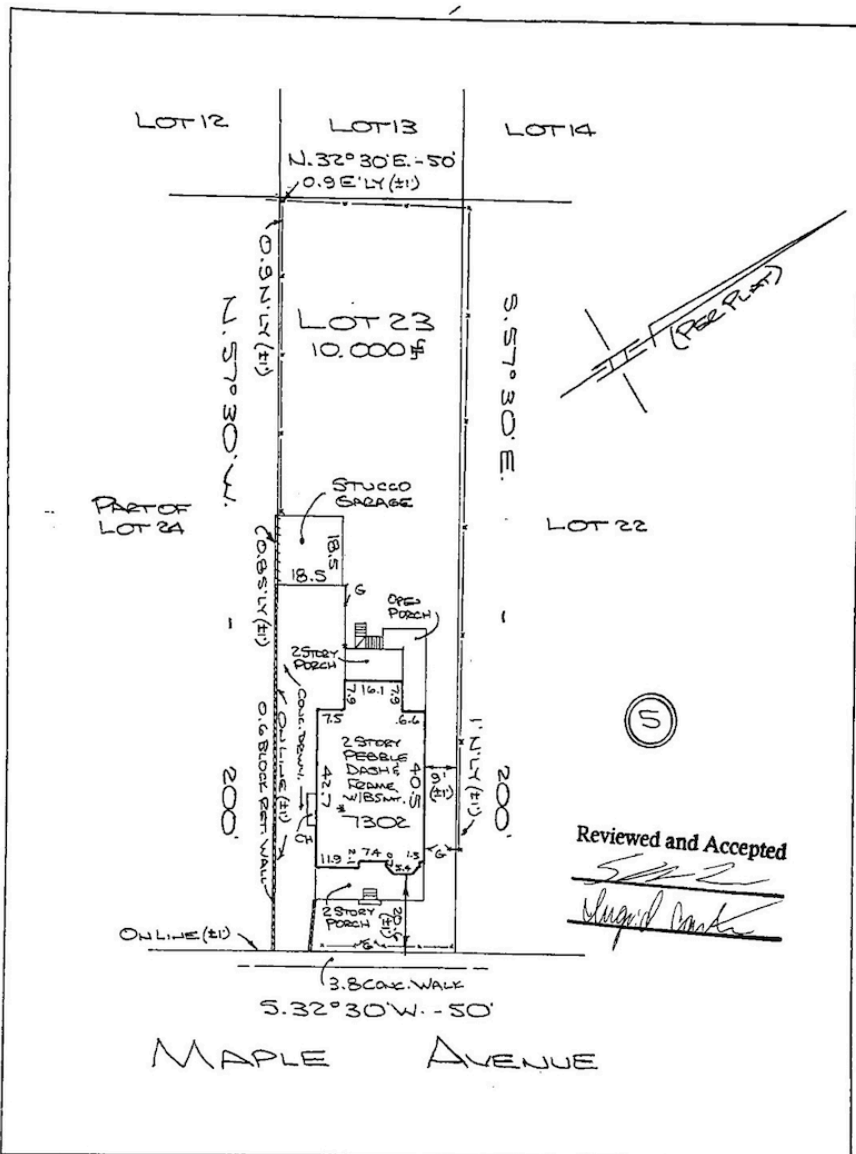 LOT 12
LOT 13
LOT 14
N.32°30'E.-50'
0.9 E'LY (±1')
0.9 N'LY (±1')
N. 57° 30' W.
-
200'
LOT 23
10.000
S. 57° 30' E.
-
200'
(PER PLAT)
STUCCO
GARAGE
18.5
18.5
PART OF
LOT 24
0.8 S'LY (±1')
LOT 22
G
OPEN
PORCH
2 STORY
PORCH
7.9
16.1
7.9
7.5
6.6
CONC. DRWY.
ON LINE (±1')
0.6 BLOCK RET. WALL
2 STORY
PEBBLE
DASH &
FRAME
W/BSMT.
# 7302
42.7
40.5
9'
(±1')
1' N'LY (±1')
5
CH
11.9
7.4
5.4
1.5
G
2 STORY
PORCH
(±1')
G
ON LINE (±1')
3.8 CONC. WALK
S.32°30'W.-50'
MAPLE AVENUE
Reviewed and Accepted